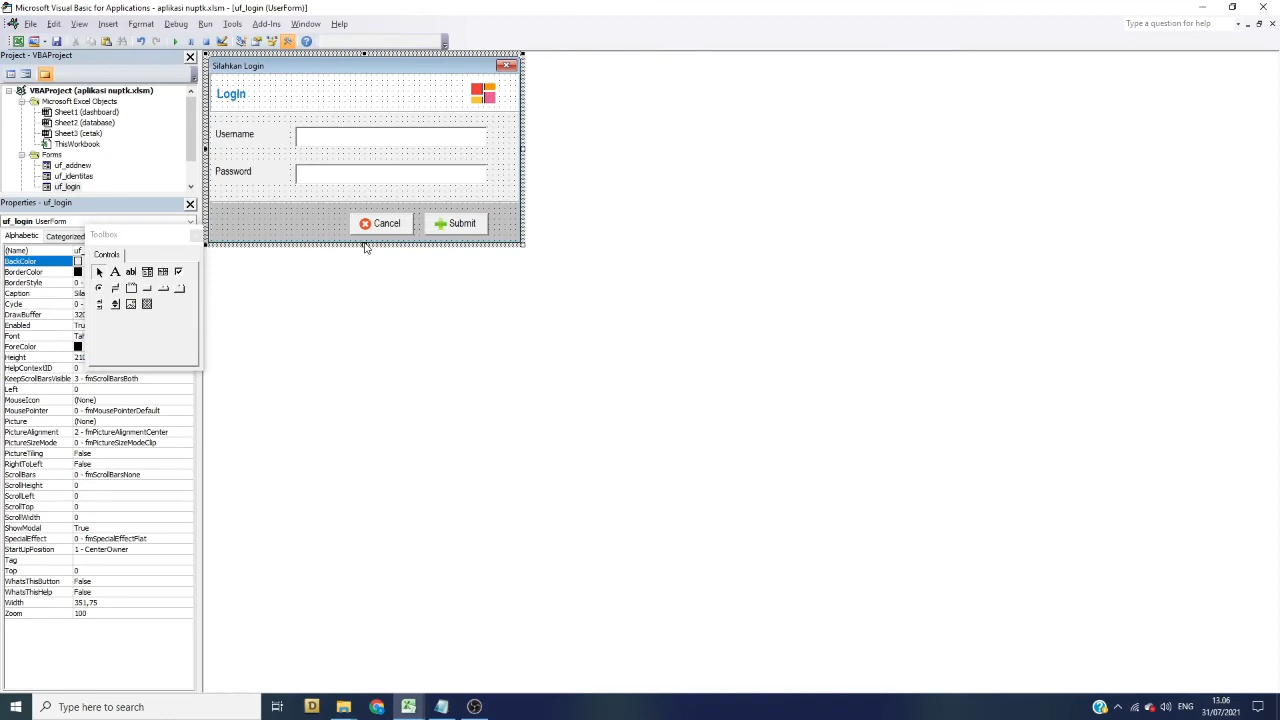 Microsoft Visual Basic for Applications - aplikasi nuptk.xlsm - [uf_login (UserForm)]
File Edit View Insert Format Debug Run Tools Add-Ins Window Help
Type a question for help
Project - VBAProject
VBAProject (aplikasi nuptk.xlsm)
Microsoft Excel Objects
Sheet1 (dashboard)
Sheet2 (database)
Sheet3 (cetak)
ThisWorkbook
Forms
uf_addnew
uf_identitas
uf_login
Silahkan Login
Login
Username :
Password :
Cancel Submit
Properties - uf_login
uf_login UserForm
Alphabetic Categorized
Toolbox
Controls
A ab|
(Name)
BackColor
BorderColor
BorderStyle 0 -
Caption
Cycle 0 -
DrawBuffer
Enabled
Font
ForeColor
Height
HelpContextID 0
KeepScrollBarsVisible 3 - fmScrollBarsBoth
Left 0
MouseIcon (None)
MousePointer 0 - fmMousePointerDefault
Picture (None)
PictureAlignment 2 - fmPictureAlignmentCenter
PictureSizeMode 0 - fmPictureSizeModeClip
PictureTiling False
RightToLeft False
ScrollBars 0 - fmScrollBarsNone
ScrollHeight 0
ScrollLeft 0
ScrollTop 0
ScrollWidth 0
ShowModal True
SpecialEffect 0 - fmSpecialEffectFlat
StartUpPosition 1 - CenterOwner
Tag
Top 0
WhatsThisButton False
WhatsThisHelp False
Width 351,75
Zoom 100
Type here to search
D
ENG
13.06
31/07/2021